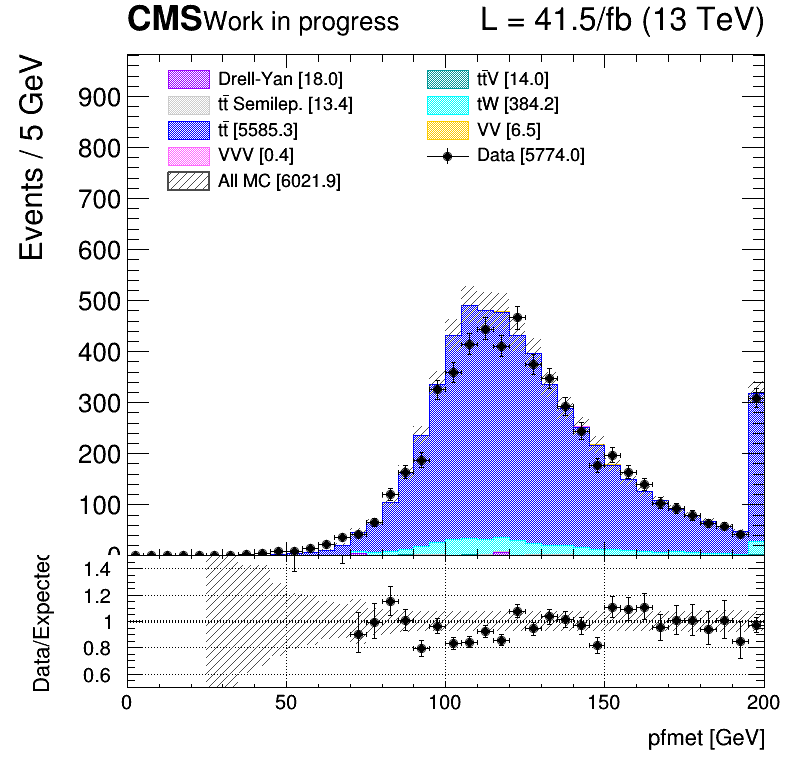 CMS Work in progress L = 41.5/fb (13 TeV)
Events / 5 GeV
Drell-Yan [18.0] tt̄V [14.0]
tt̄ Semilep. [13.4] tW [384.2]
tt̄ [5585.3] VV [6.5]
VVV [0.4] Data [5774.0]
All MC [6021.9]
900
800
700
600
500
400
300
200
100
0
Data/Expected
1.4
1.2
1
0.8
0.6
0 50 100 150 200
pfmet [GeV]